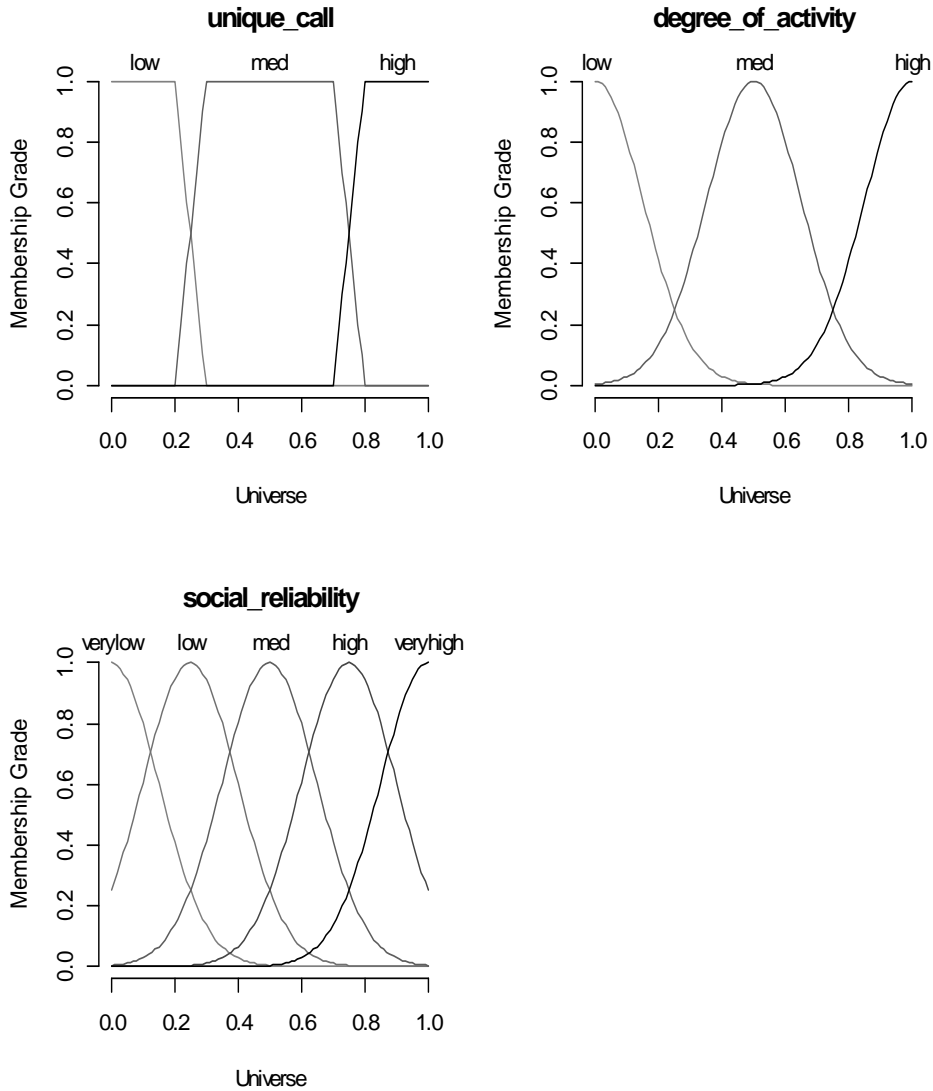 unique_call
low med high
Membership Grade
0.0 0.2 0.4 0.6 0.8 1.0
0.0 0.2 0.4 0.6 0.8 1.0
Universe
degree_of_activity
low med high
Membership Grade
0.0 0.2 0.4 0.6 0.8 1.0
0.0 0.2 0.4 0.6 0.8 1.0
Universe
social_reliability
verylow low med high veryhigh
Membership Grade
0.0 0.2 0.4 0.6 0.8 1.0
0.0 0.2 0.4 0.6 0.8 1.0
Universe